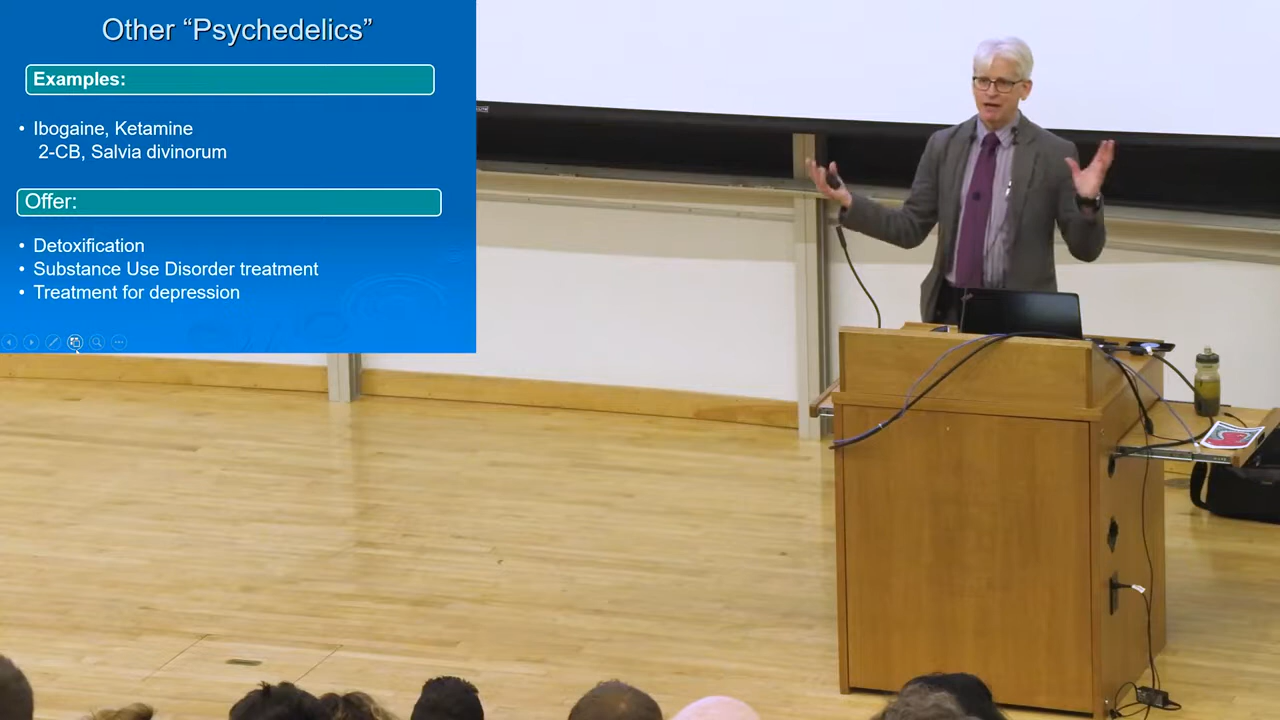 Other “Psychedelics”
Examples:
• Ibogaine, Ketamine
2-CB, Salvia divinorum
Offer:
• Detoxification
• Substance Use Disorder treatment
• Treatment for depression